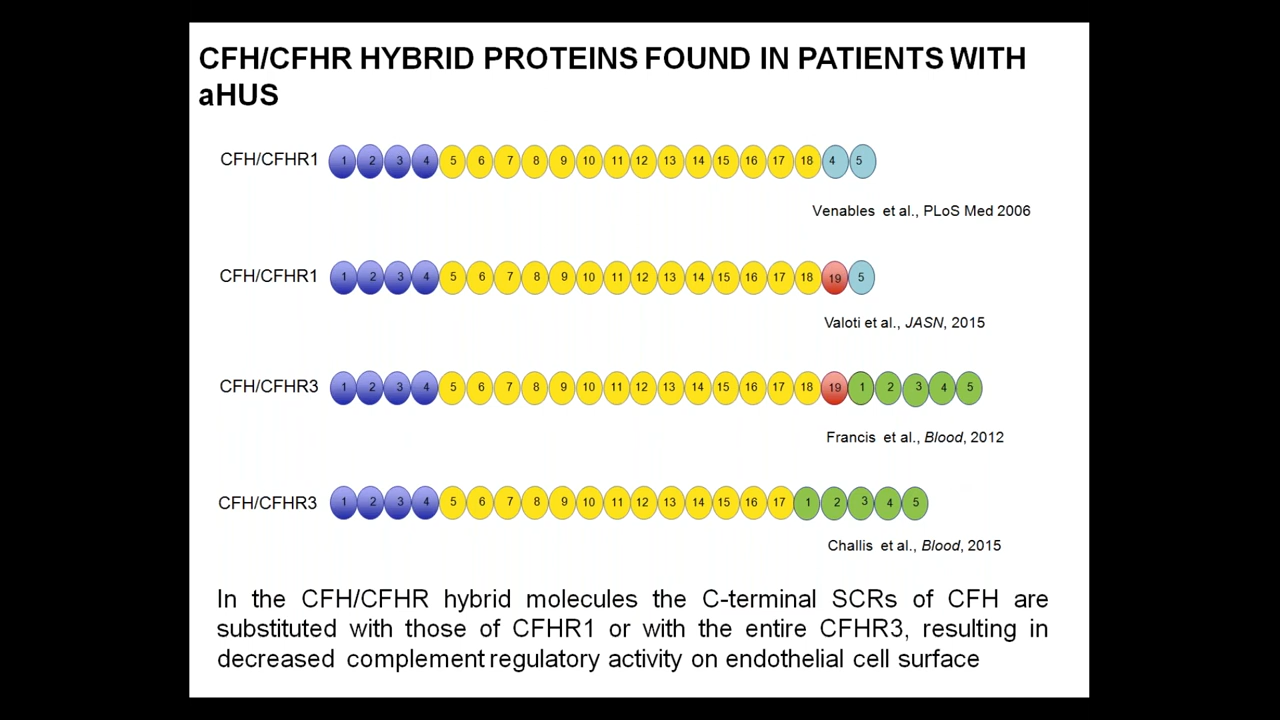 CFH/CFHR HYBRID PROTEINS FOUND IN PATIENTS WITH
aHUS
CFH/CFHR1 1 2 3 4 5 6 7 8 9 10 11 12 13 14 15 16 17 18 4 5
Venables et al., PLoS Med 2006
CFH/CFHR1 1 2 3 4 5 6 7 8 9 10 11 12 13 14 15 16 17 18 19 5
Valoti et al., JASN, 2015
CFH/CFHR3 1 2 3 4 5 6 7 8 9 10 11 12 13 14 15 16 17 18 19 1 2 3 4 5
Francis et al., Blood, 2012
CFH/CFHR3 1 2 3 4 5 6 7 8 9 10 11 12 13 14 15 16 17 1 2 3 4 5
Challis et al., Blood, 2015
In the CFH/CFHR hybrid molecules the C-terminal SCRs of CFH are
substituted with those of CFHR1 or with the entire CFHR3, resulting in
decreased complement regulatory activity on endothelial cell surface